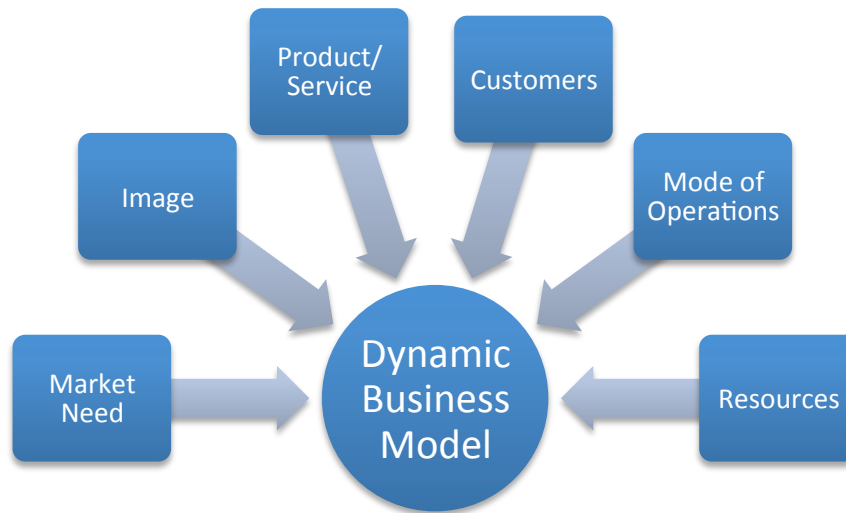 Product/
Service
Customers
Image
Mode of
Operations
Market
Need
Dynamic
Business
Model
Resources